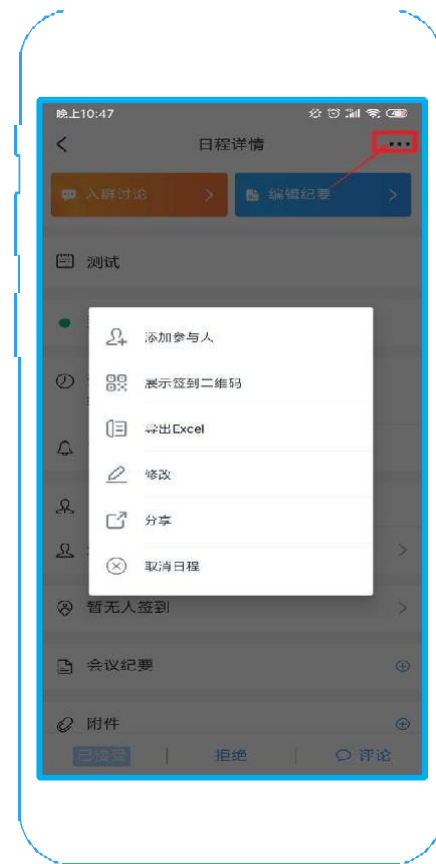 晚上10:47
日程详情
入群讨论
编辑纪要
测试
添加参与人
展示签到二维码
导出Excel
修改
分享
取消日程
暂无人签到
会议纪要
附件
已接受
拒绝
评论